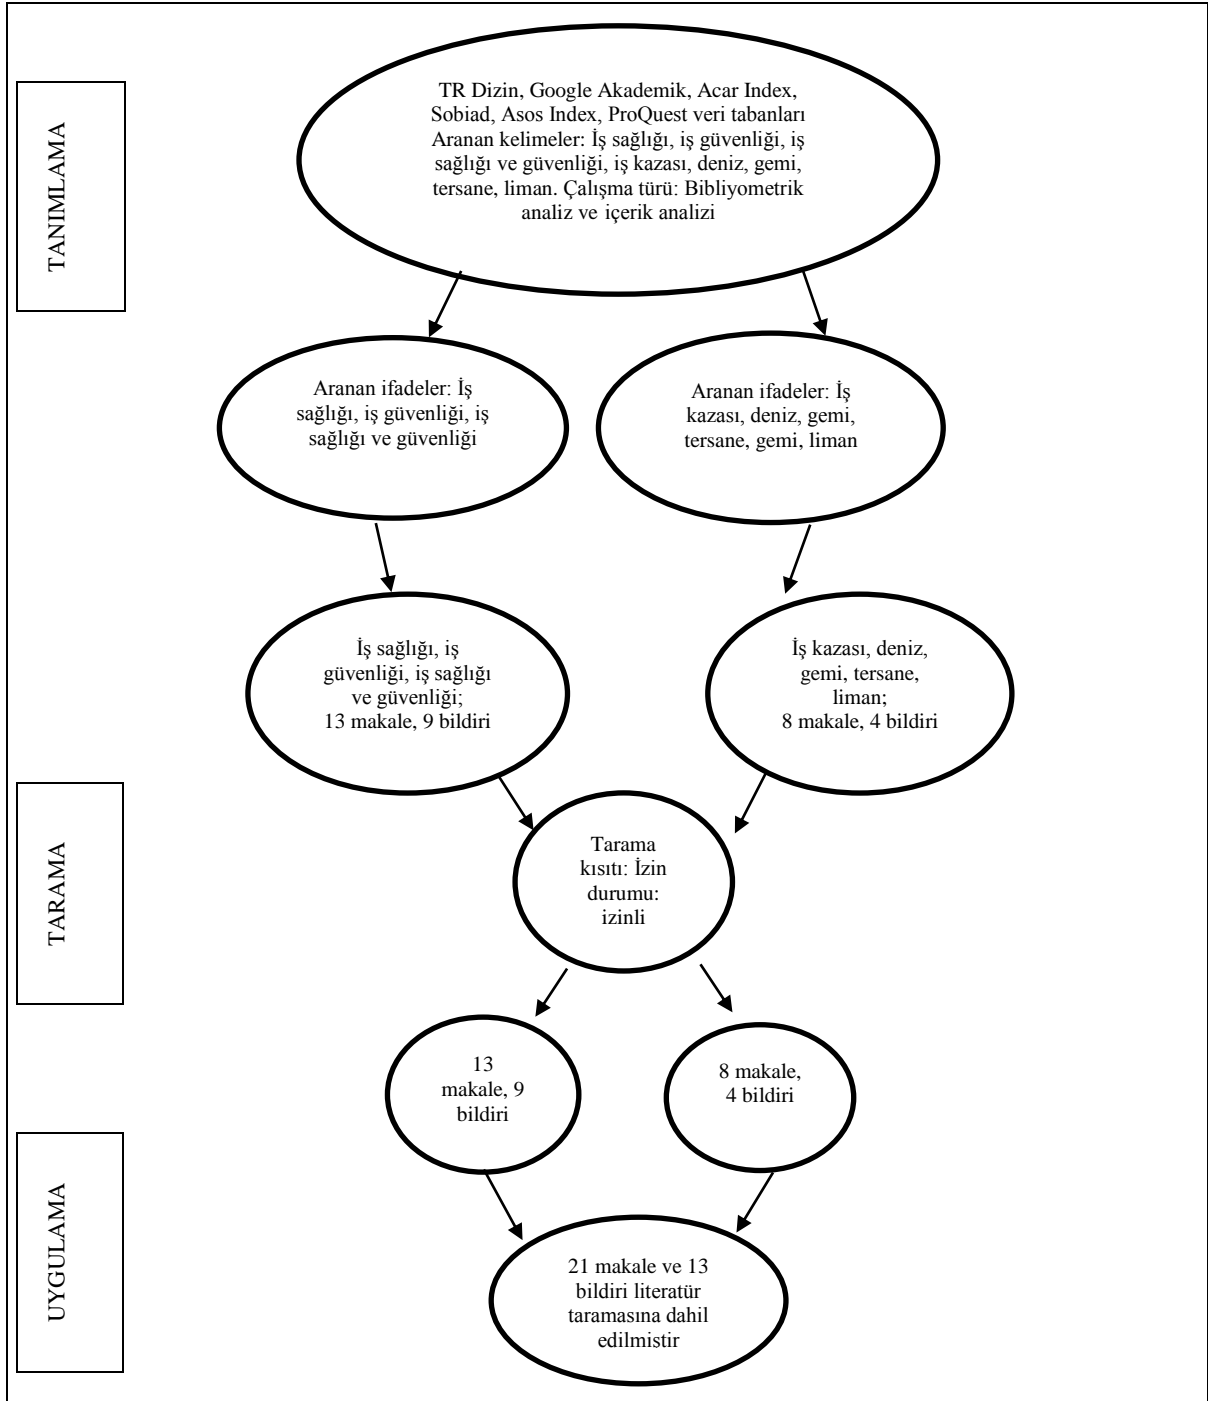 TANIMLAMA
TR Dizin, Google Akademik, Acar Index,
Sobiad, Asos Index, ProQuest veri tabanları
Aranan kelimeler: İş sağlığı, iş güvenliği, iş
sağlığı ve güvenliği, iş kazası, deniz, gemi,
tersane, liman. Çalışma türü: Bibliyometrik
analiz ve içerik analizi
Aranan ifadeler: İş
sağlığı, iş güvenliği, iş
sağlığı ve güvenliği
Aranan ifadeler: İş
kazası, deniz, gemi,
tersane, gemi, liman
İş sağlığı, iş
güvenliği, iş sağlığı
ve güvenliği;
13 makale, 9 bildiri
İş kazası, deniz,
gemi, tersane,
liman;
8 makale, 4 bildiri
TARAMA
Tarama
kısıtı: İzin
durumu:
izinli
13
makale, 9
bildiri
8 makale,
4 bildiri
UYGULAMA
21 makale ve 13
bildiri literatür
taramasına dahil
edilmistir